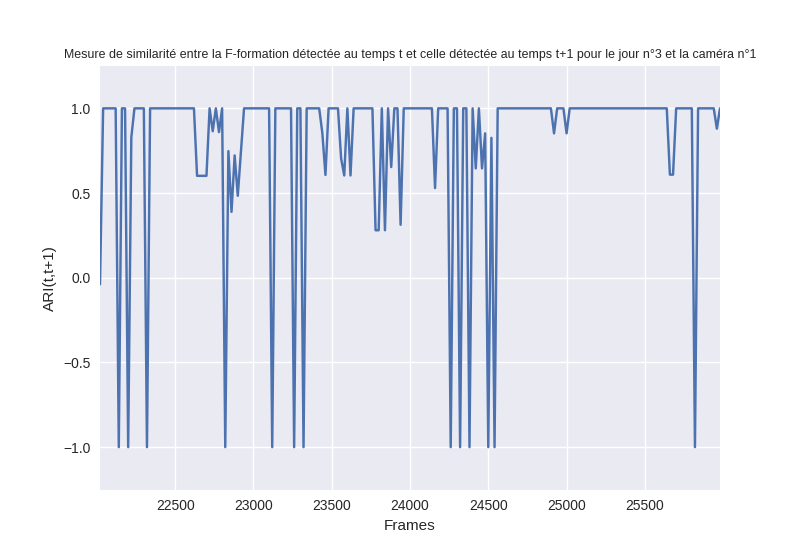 Mesure de similarité entre la F-formation détectée au temps t et celle détectée au temps t+1 pour le jour n°3 et la caméra n°1
1.0
0.5
0.0
−0.5
−1.0
ARI(t,t+1)
22500 23000 23500 24000 24500 25000 25500
Frames